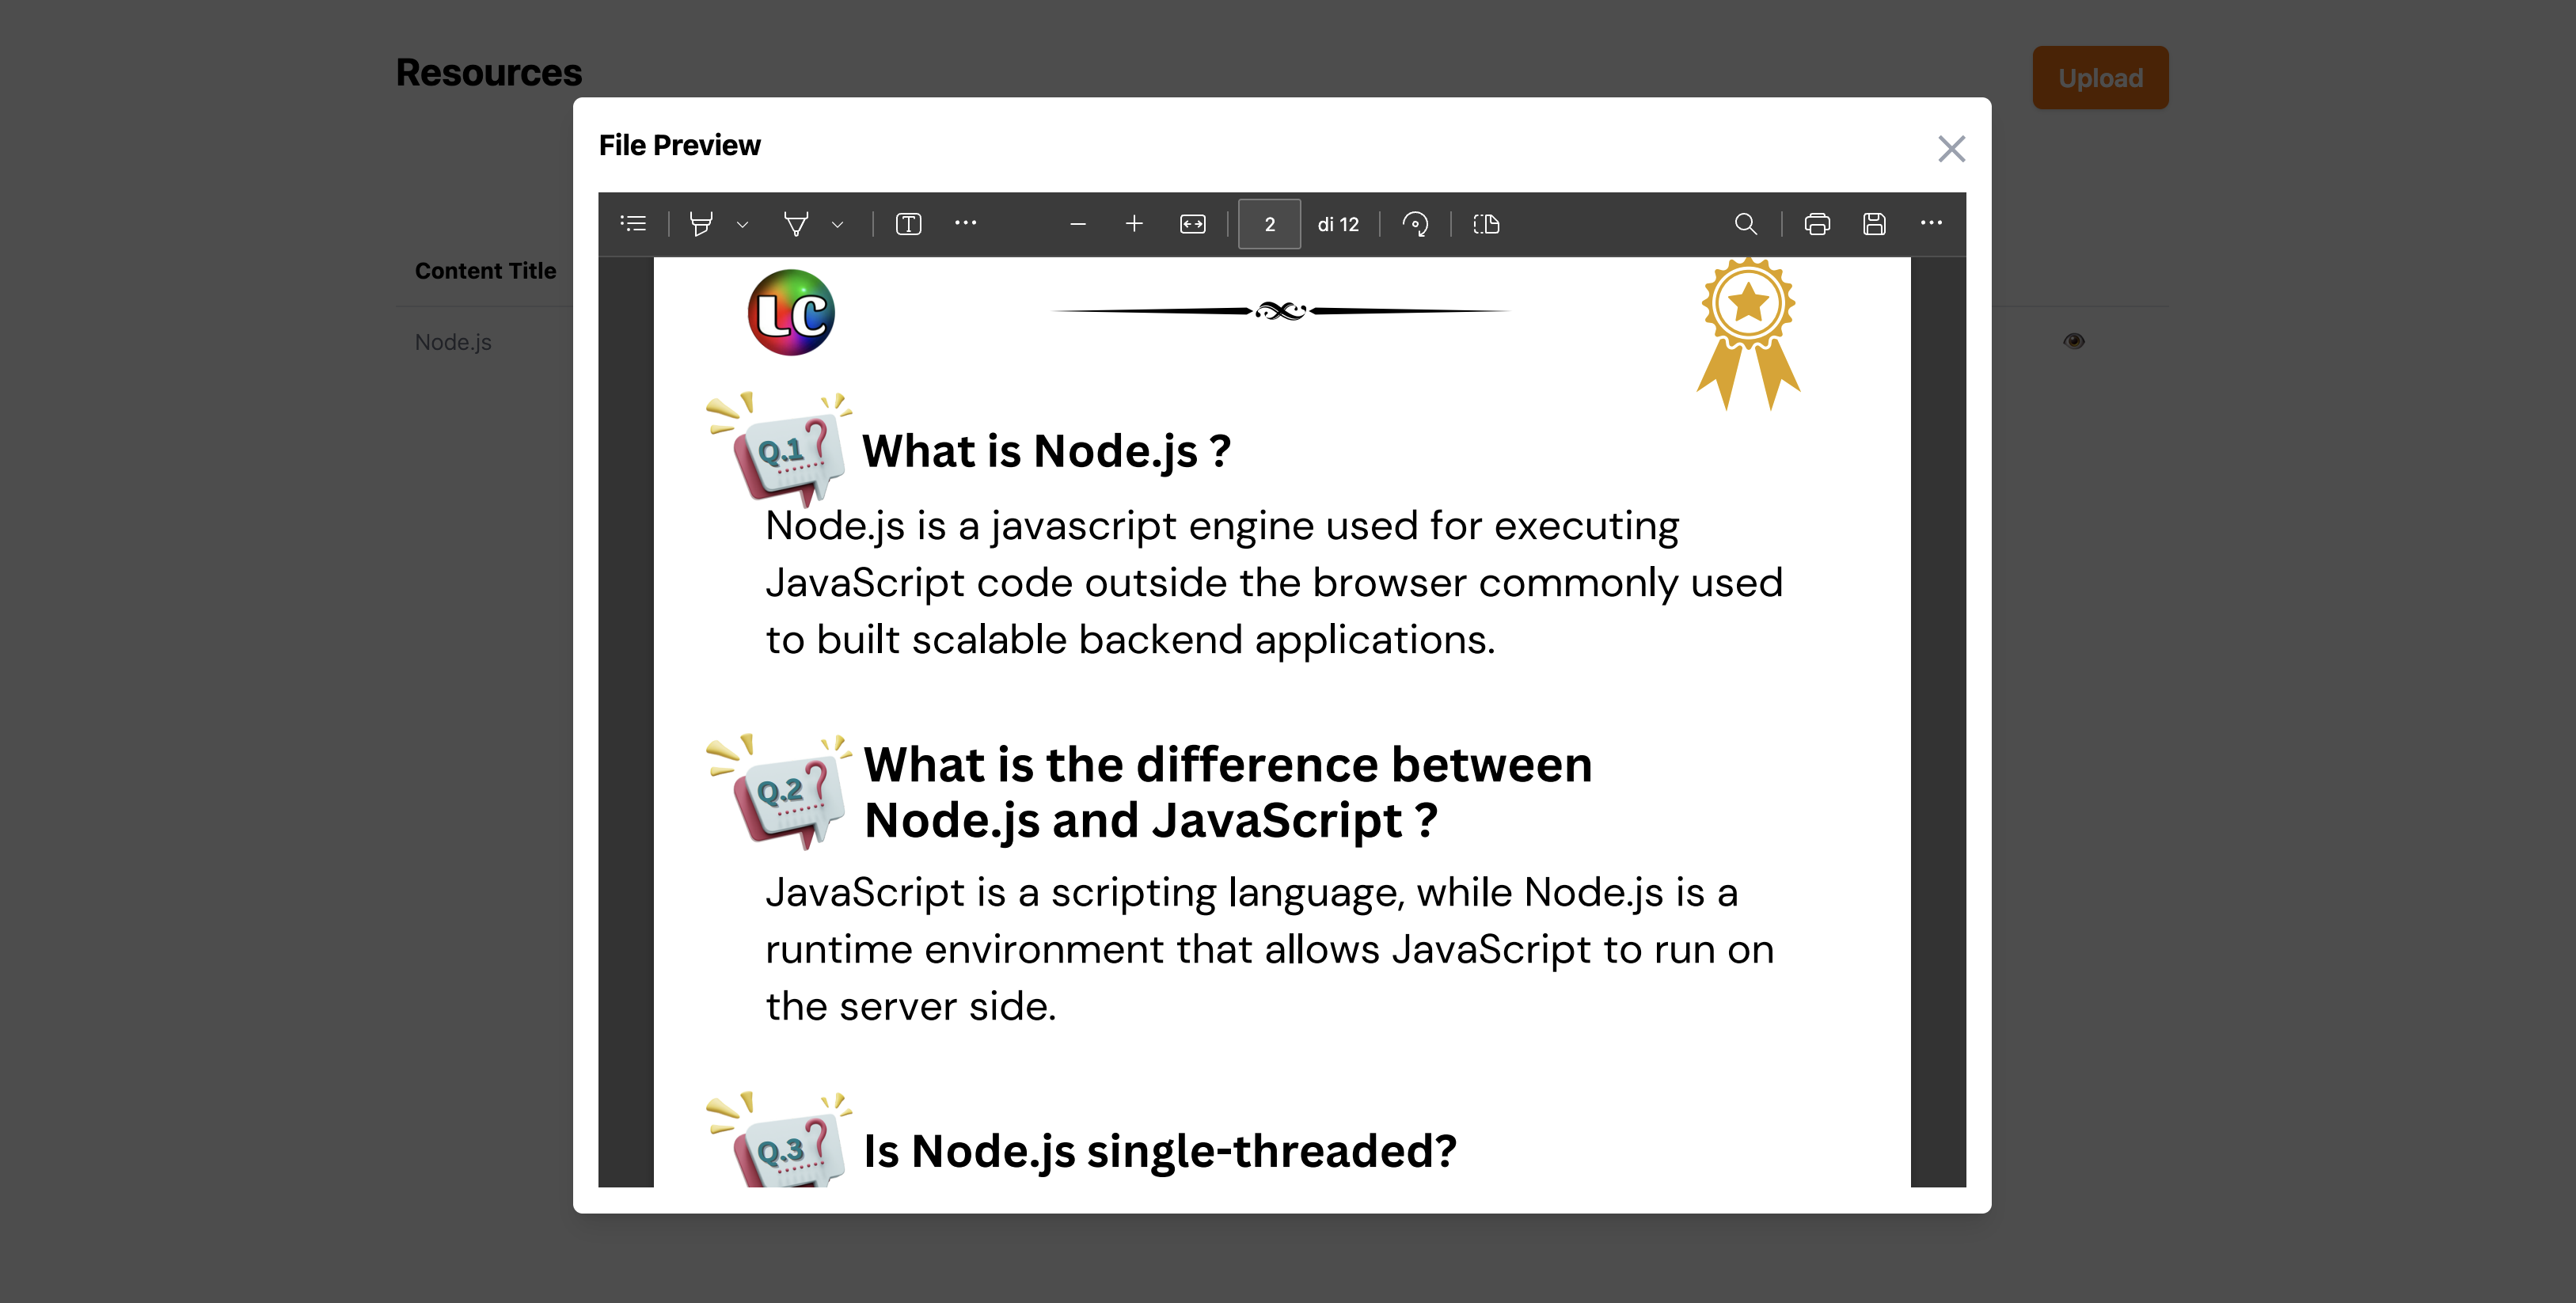 Resources
Upload
File Preview
2 di 12
Content Title
Node.js
LC
Q.1 ?
What is Node.js ?
Node.js is a javascript engine used for executing
JavaScript code outside the browser commonly used
to built scalable backend applications.
Q.2 ?
What is the difference between
Node.js and JavaScript ?
JavaScript is a scripting language, while Node.js is a
runtime environment that allows JavaScript to run on
the server side.
Q.3 ?
Is Node.js single-threaded?